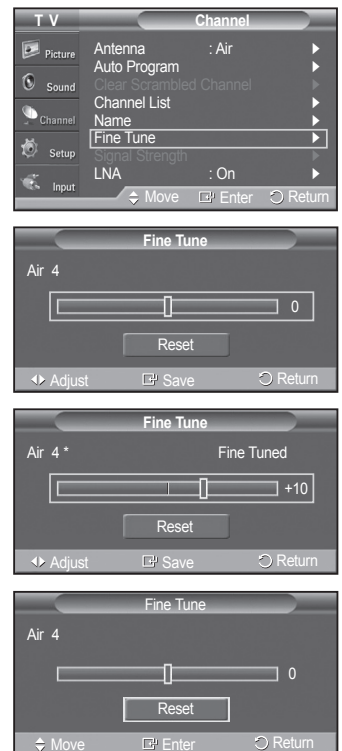 T V
Channel
Picture
Sound
Channel
Setup
Input
Antenna : Air
Auto Program
Clear Scrambled Channel
Channel List
Name
Fine Tune
Signal Strength
LNA : On
Move Enter Return
Fine Tune
Air 4
0
Reset
Adjust Save Return
Fine Tune
Air 4 * Fine Tuned
+10
Reset
Adjust Save Return
Fine Tune
Air 4
0
Reset
Move Enter Return